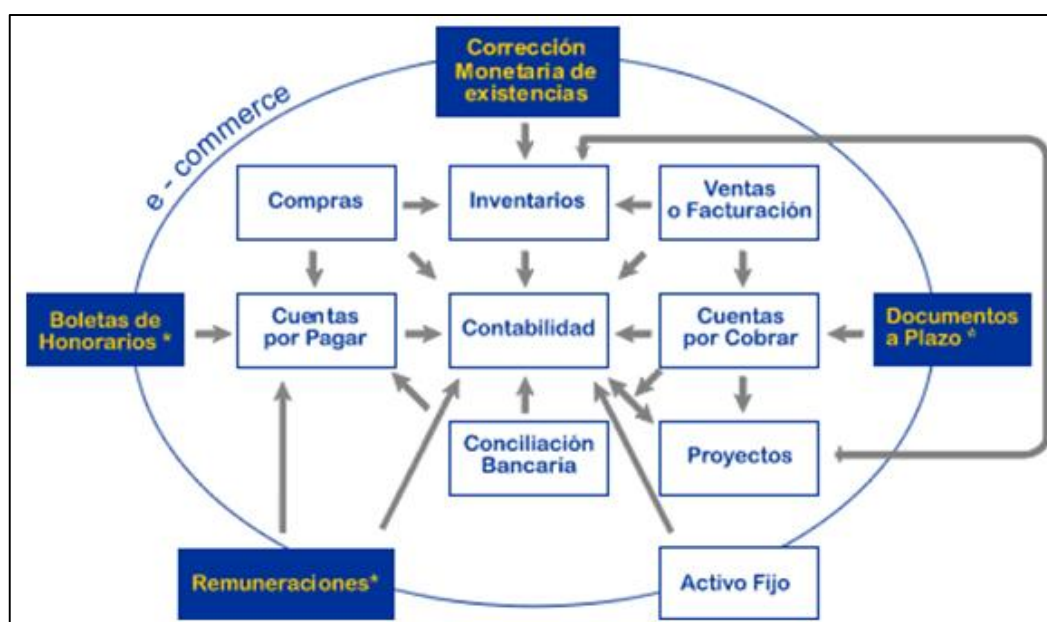 Corrección
Monetaria de
existencias
e - commerce
Compras
Inventarios
Ventas
o Facturación
Boletas de
Honorarios *
Cuentas
por Pagar
Contabilidad
Cuentas
por Cobrar
Documentos
a Plazo *
Conciliación
Bancaria
Proyectos
Remuneraciones*
Activo Fijo